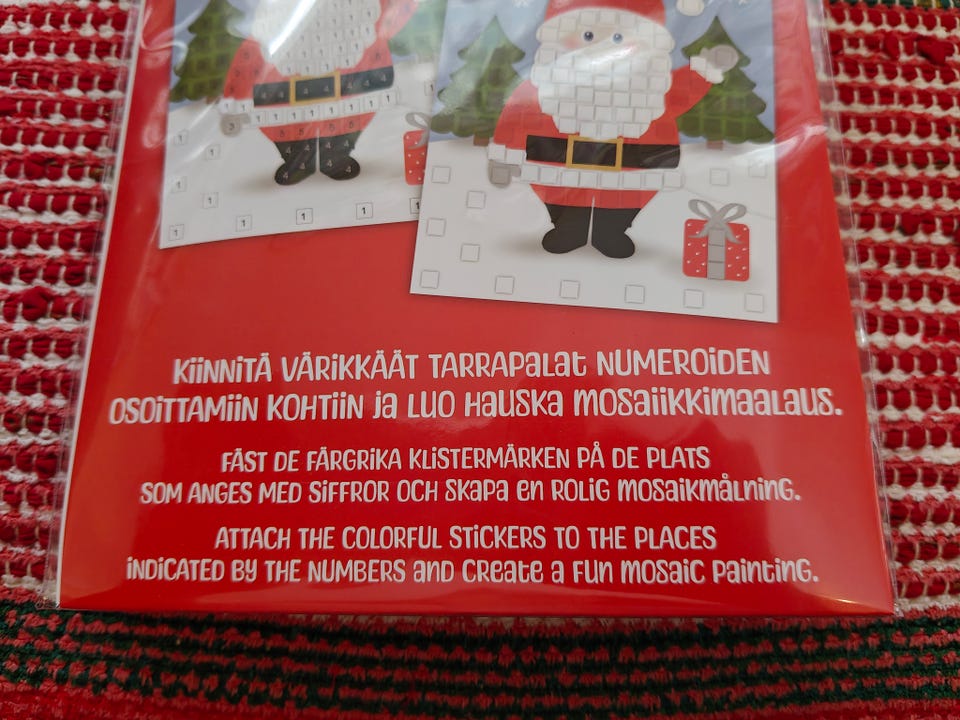 KIINNITÄ VÄRIKKÄÄT TARRAPALAT NUMEROIDEN
OSOITTAMIIN KOHTIIN JA LUO HAUSKA MOSAIIKKIMAALAUS.
FÄST DE FÄRGRIKA KLISTERMÄRKEN PÅ DE PLATS
SOM ANGES MED SIFFROR OCH SKAPA EN ROLIG MOSAIKMÅLNING.
ATTACH THE COLORFUL STICKERS TO THE PLACES
INDICATED BY THE NUMBERS AND CREATE A FUN MOSAIC PAINTING.